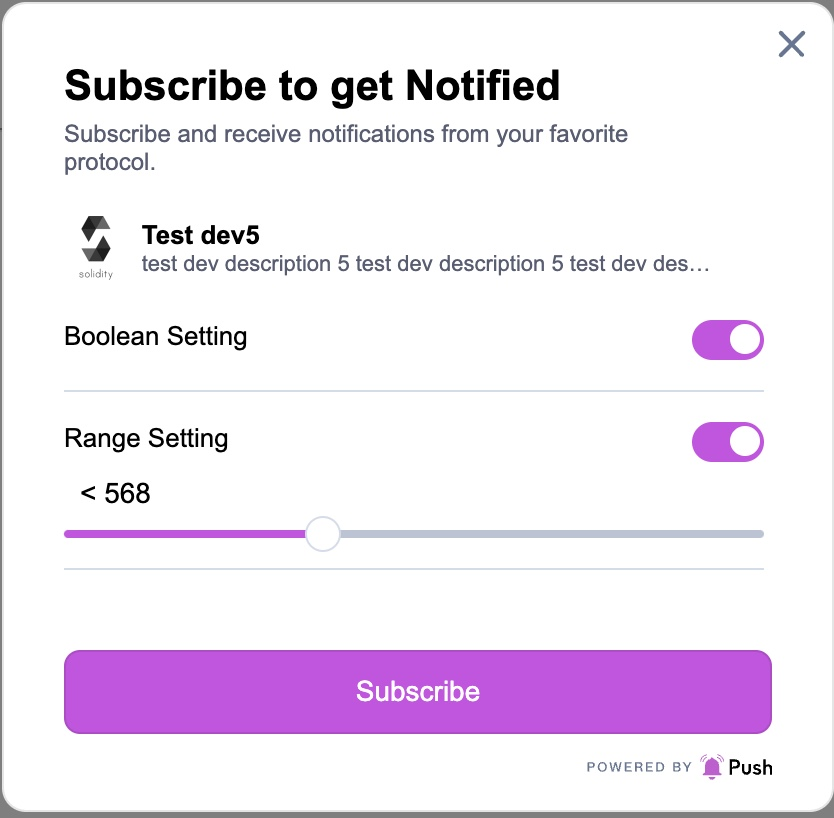 Subscribe to get Notified
Subscribe and receive notifications from your favorite
protocol.
Test dev5
test dev description 5 test dev description 5 test dev des…
solidity
Boolean Setting
Range Setting
< 568
Subscribe
POWERED BY Push